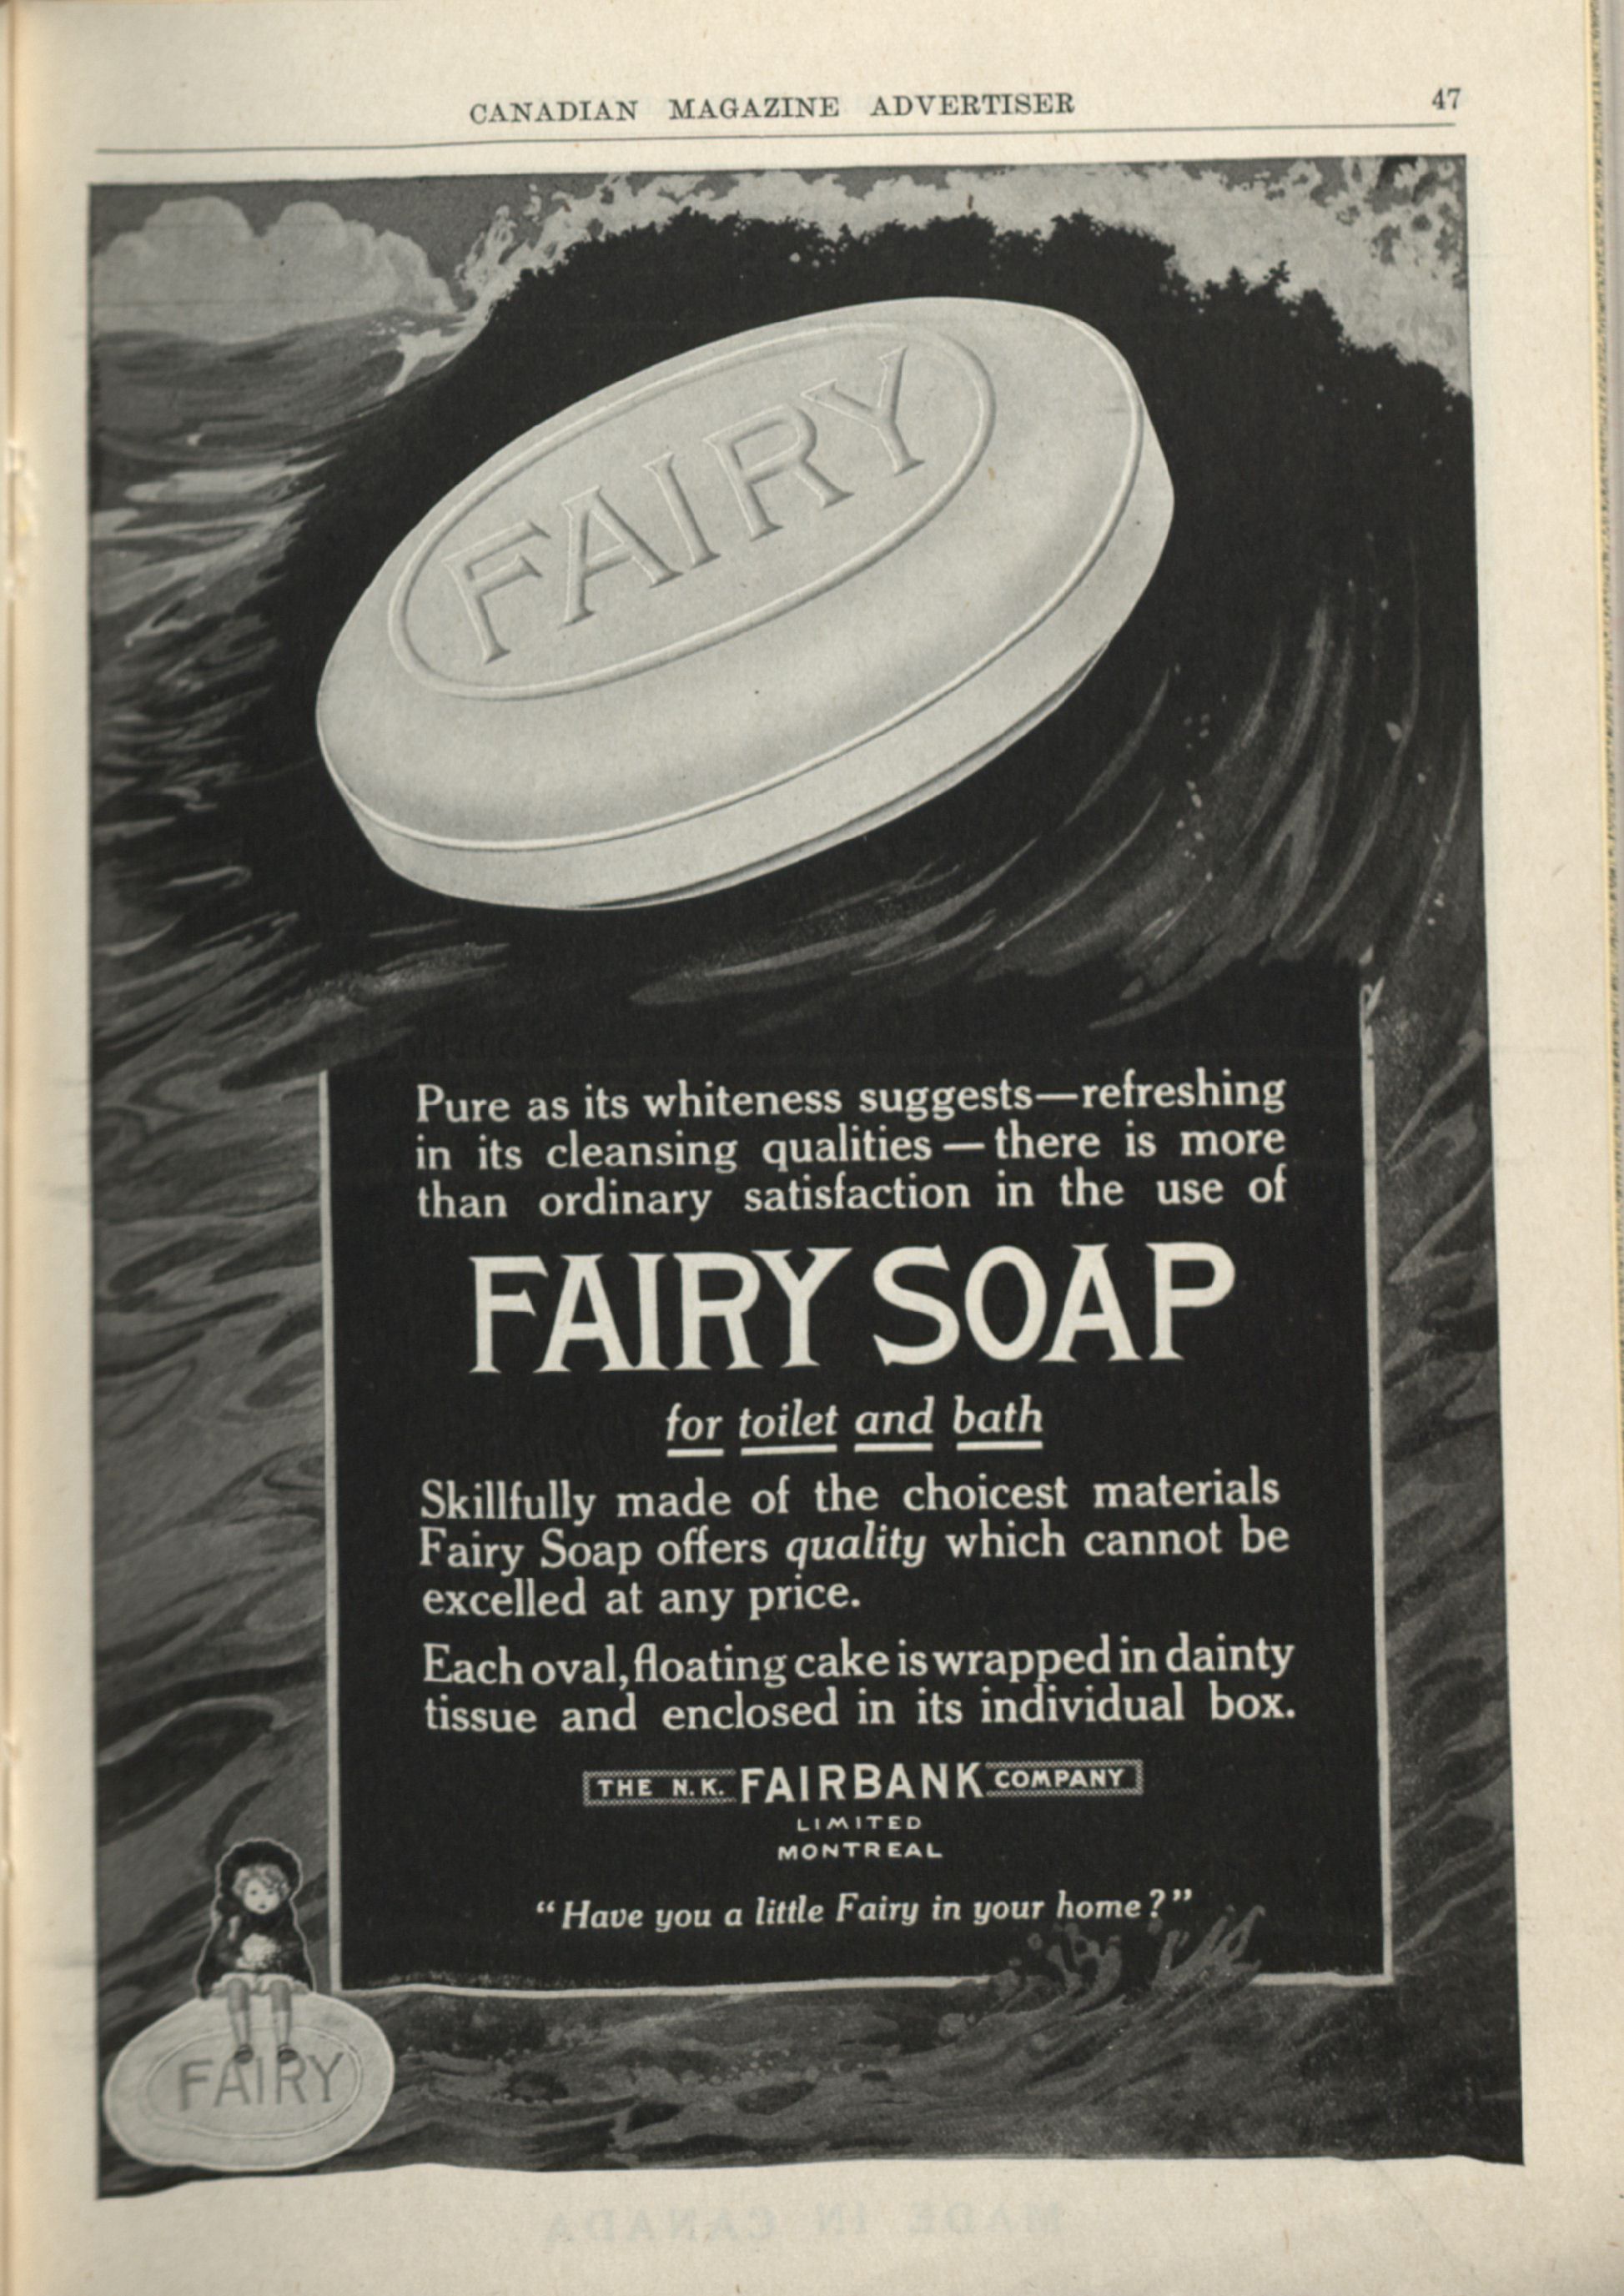 CANADIAN MAGAZINE ADVERTISER 47
FAIRY
Pure as its whiteness suggests—refreshing
in its cleansing qualities — there is more
than ordinary satisfaction in the use of
FAIRY SOAP
for toilet and bath
Skillfully made of the choicest materials
Fairy Soap offers quality which cannot be
excelled at any price.
Each oval, floating cake is wrapped in dainty
tissue and enclosed in its individual box.
THE N.K. FAIRBANK COMPANY
LIMITED
MONTREAL
“Have you a little Fairy in your home?”
FAIRY
MADE IN CANADA